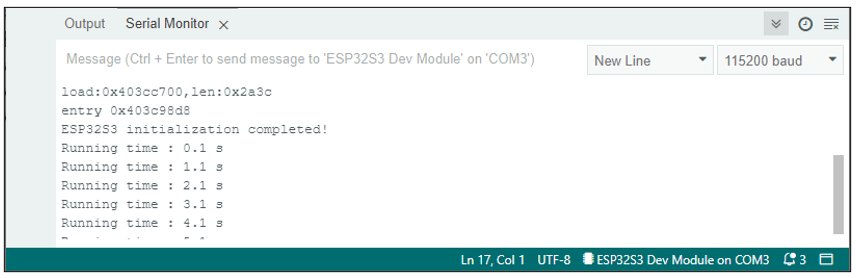 Output Serial Monitor ×
Message (Ctrl + Enter to send message to 'ESP32S3 Dev Module' on 'COM3')
New Line
115200 baud
load:0x403cc700,len:0x2a3c
entry 0x403c98d8
ESP32S3 initialization completed!
Running time : 0.1 s
Running time : 1.1 s
Running time : 2.1 s
Running time : 3.1 s
Running time : 4.1 s
Ln 17, Col 1 UTF-8 ESP32S3 Dev Module on COM3 3